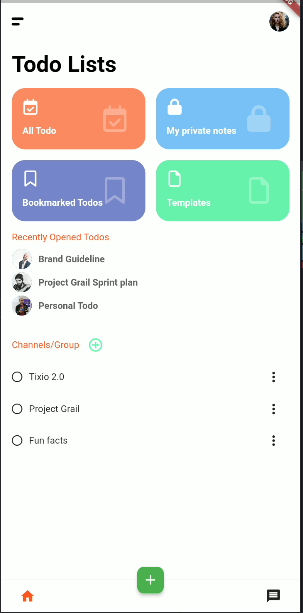 Todo Lists
All Todo
My private notes
Bookmarked Todos
Templates
Recently Opened Todos
Brand Guideline
Project Grail Sprint plan
Personal Todo
Channels/Group
Tixio 2.0
Project Grail
Fun facts